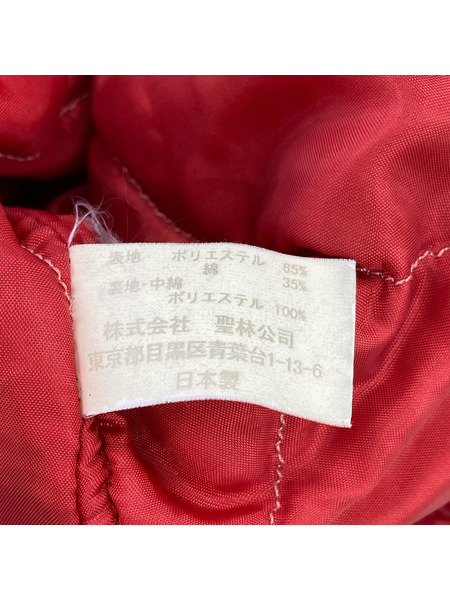 表地 ポリエステル 65%
綿 35%
裏地・中綿
ポリエステル 100%
株式会社 聖林公司
東京都目黒区青葉台1-13-6
日本製